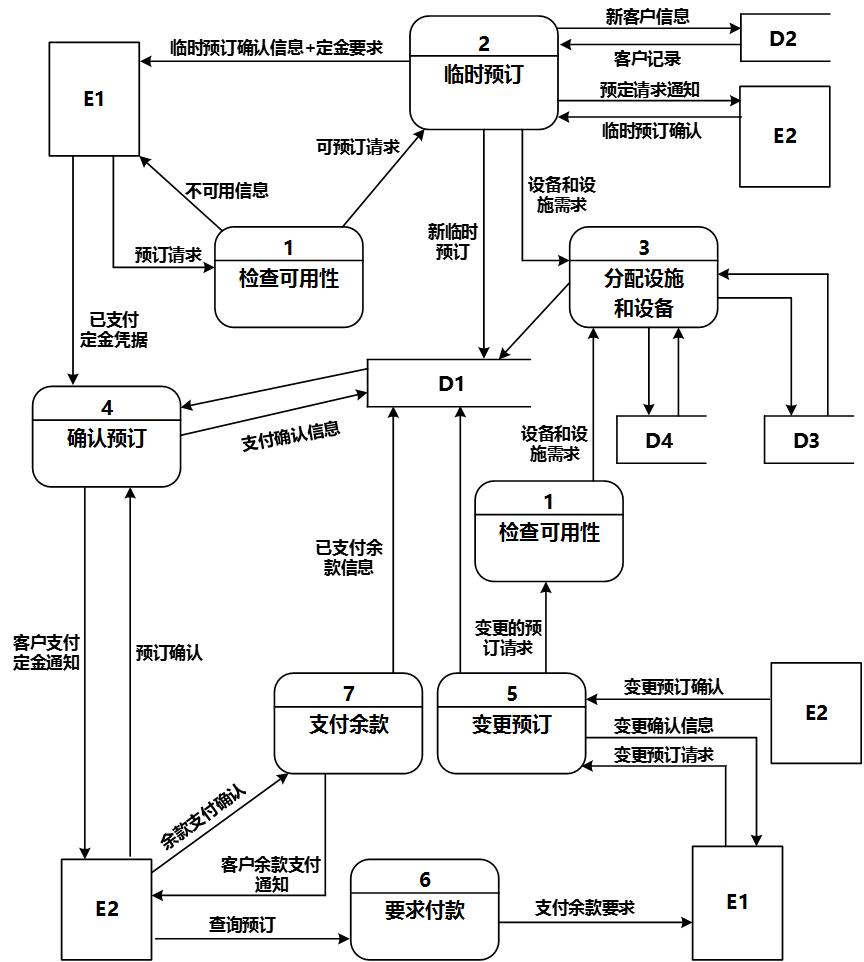 新客户信息
2
D2
临时预订确认信息+定金要求
客户记录
临时预订
E1
预定请求通知
E2
临时预订确认
可预订请求
不可用信息
设备和设
施需求
新临时
预订
1
3
预订请求
检查可用性
分配设施
和设备
已支付
定金凭据
D1
4
确认预订
支付确认信息
设备和设
施需求
D4
D3
1
检查可用性
已支付余
款信息
客户支付
定金通知
预订确认
变更的预
订请求
7
支付余款
5
变更预订
变更预订确认
E2
变更确认信息
变更预订请求
余款支付确认
客户余款支付
通知
6
要求付款
E2
查询预订
支付余款要求
E1